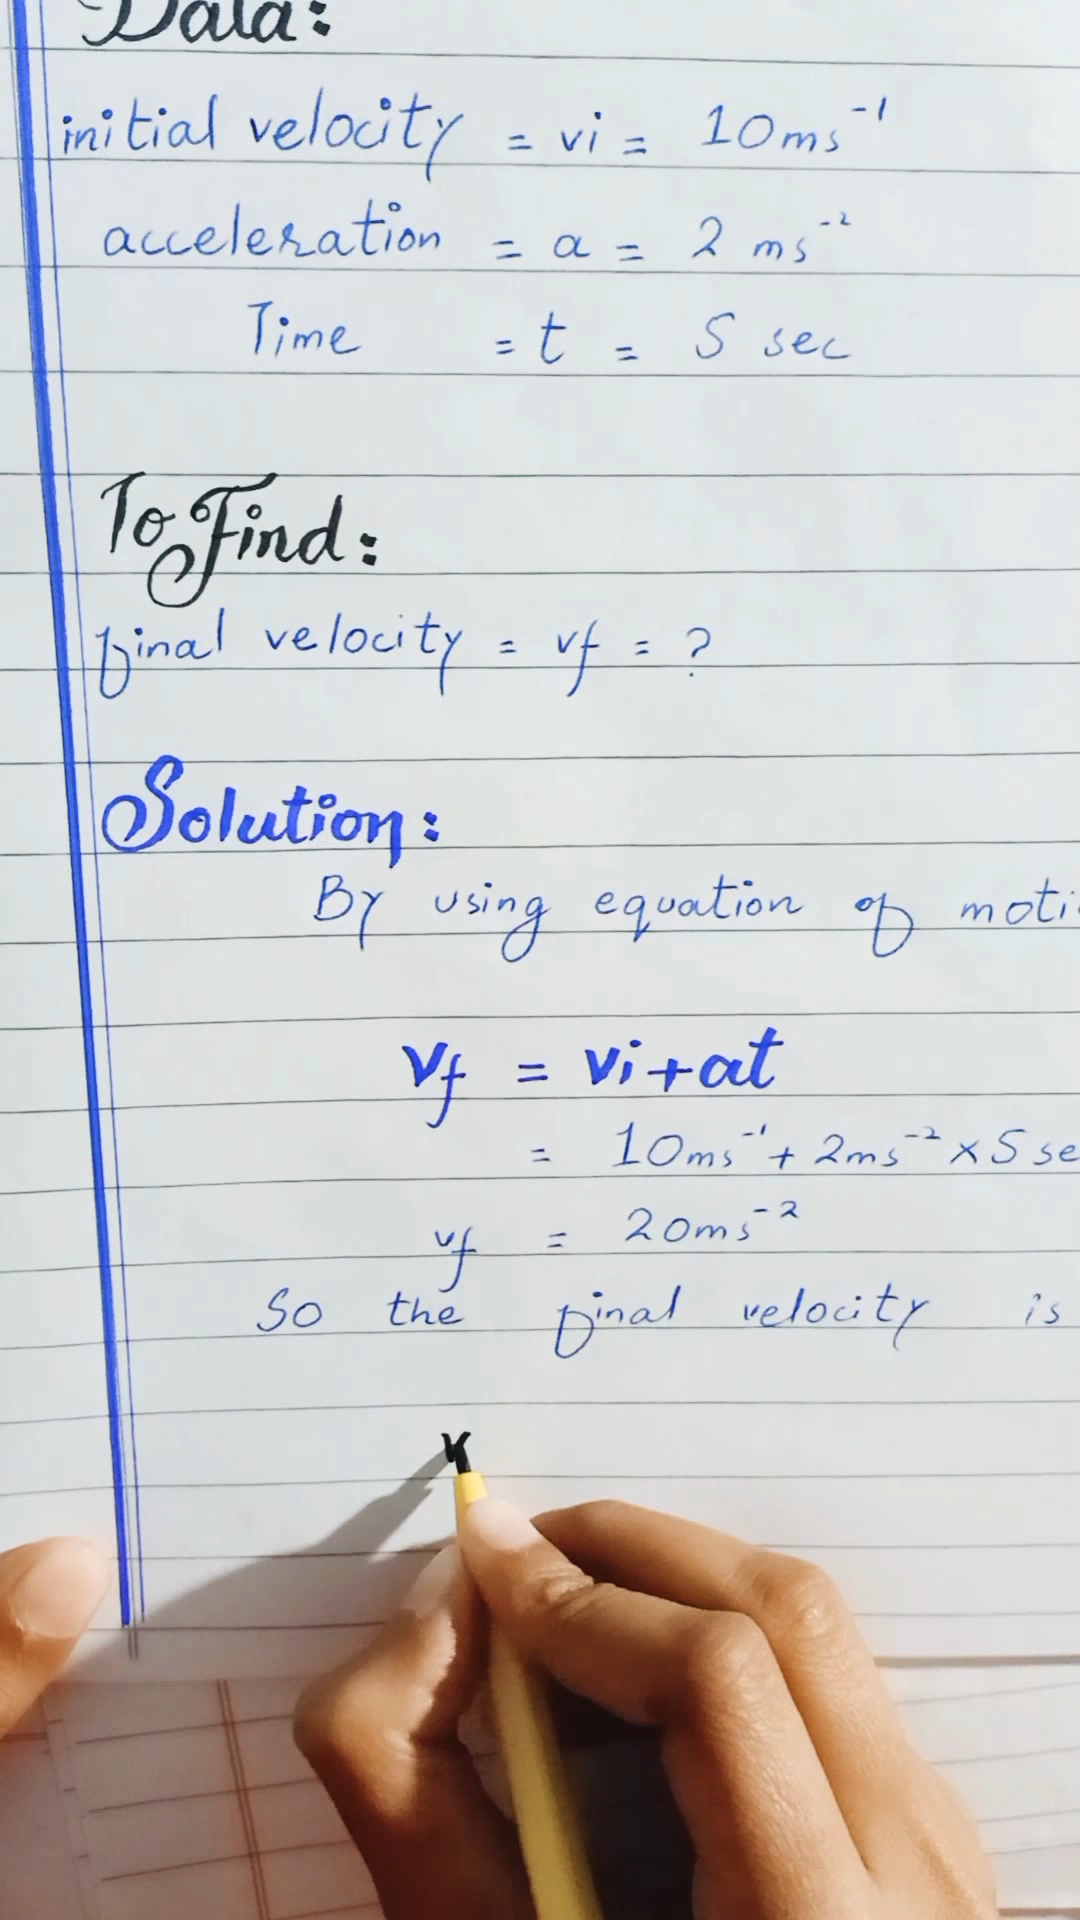 Data:
initial velocity = vi = 10ms⁻¹
acceleration = a = 2 ms⁻²
Time = t = 5 sec
To Find:
final velocity = vf = ?
Solution:
By using equation of moti
vf = vi+at
= 10ms⁻¹+ 2ms⁻² × 5 se
vf = 20ms⁻²
So the final velocity is